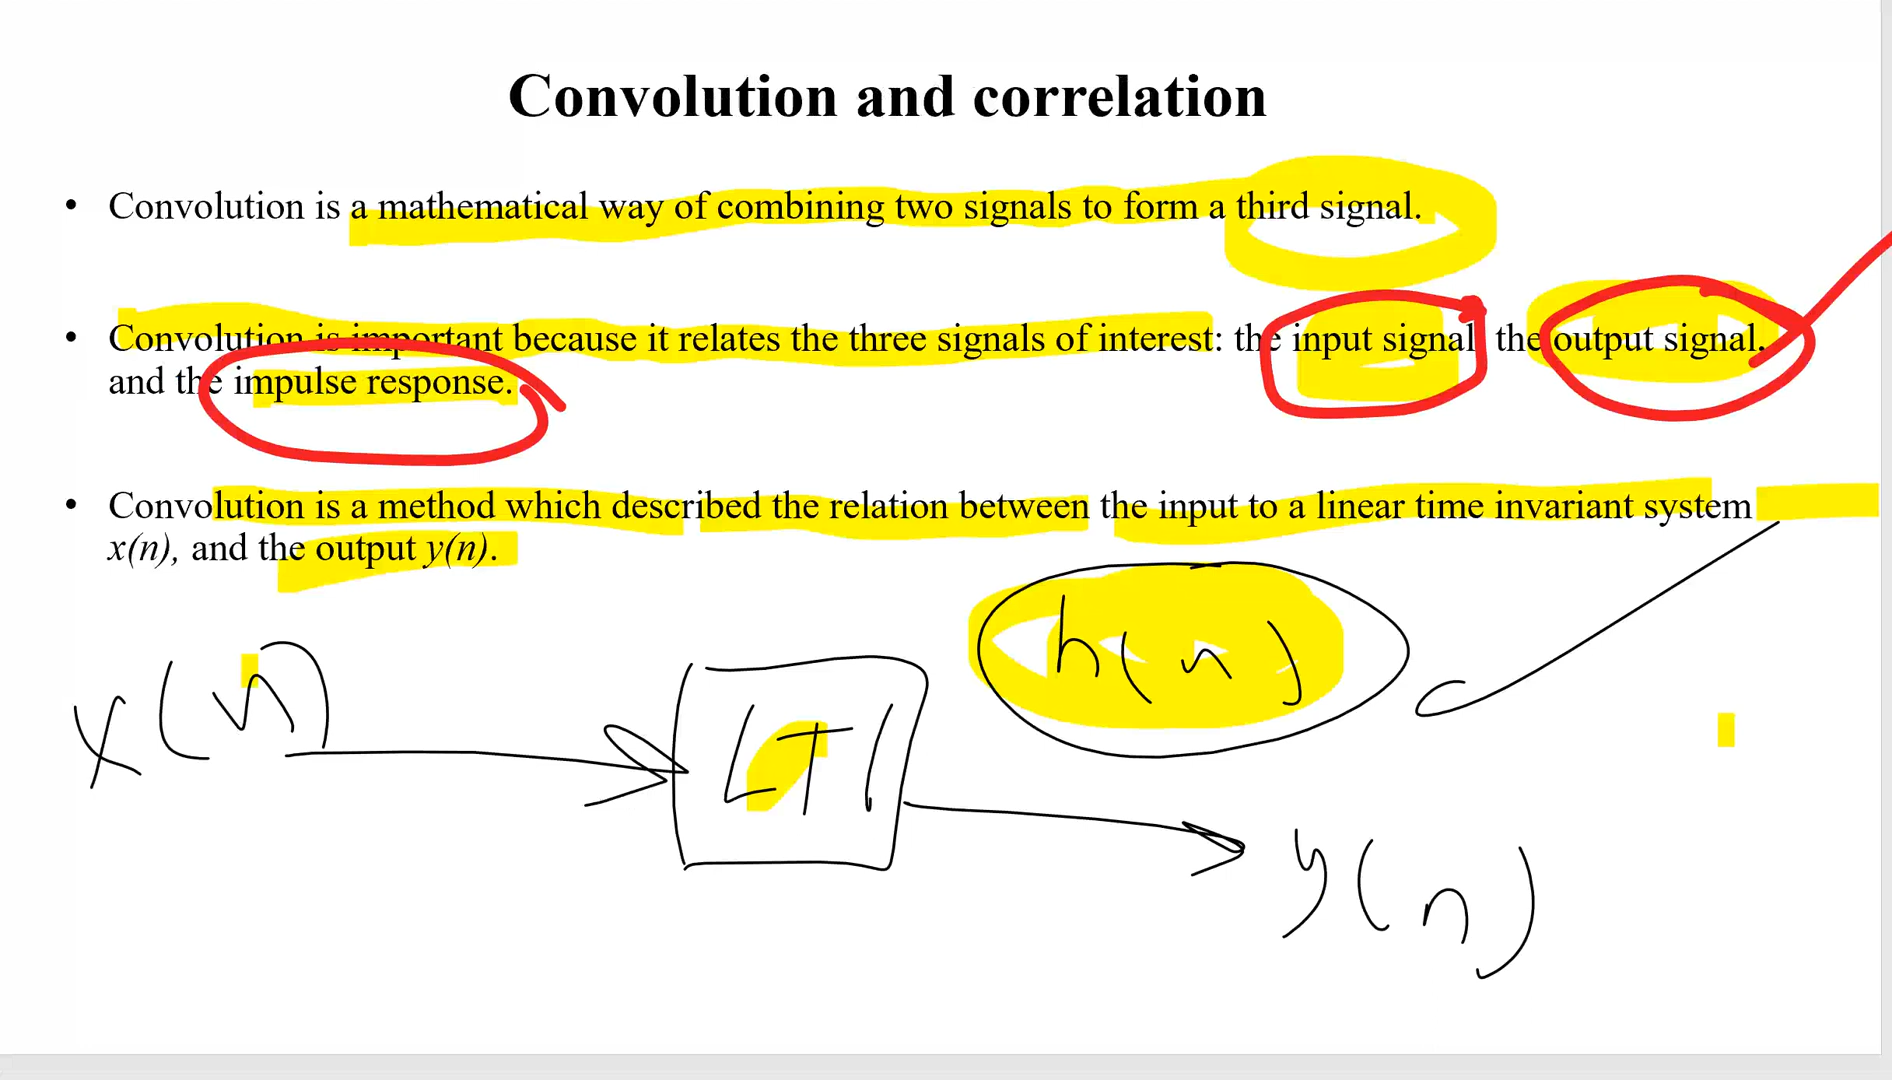 Convolution and correlation
• Convolution is a mathematical way of combining two signals to form a third signal.
• Convolution is important because it relates the three signals of interest: the input signal, the output signal.
and the impulse response.
• Convolution is a method which described the relation between the input to a linear time invariant system
x(n), and the output y(n).
h(n)
x(n)
LTI
y(n)